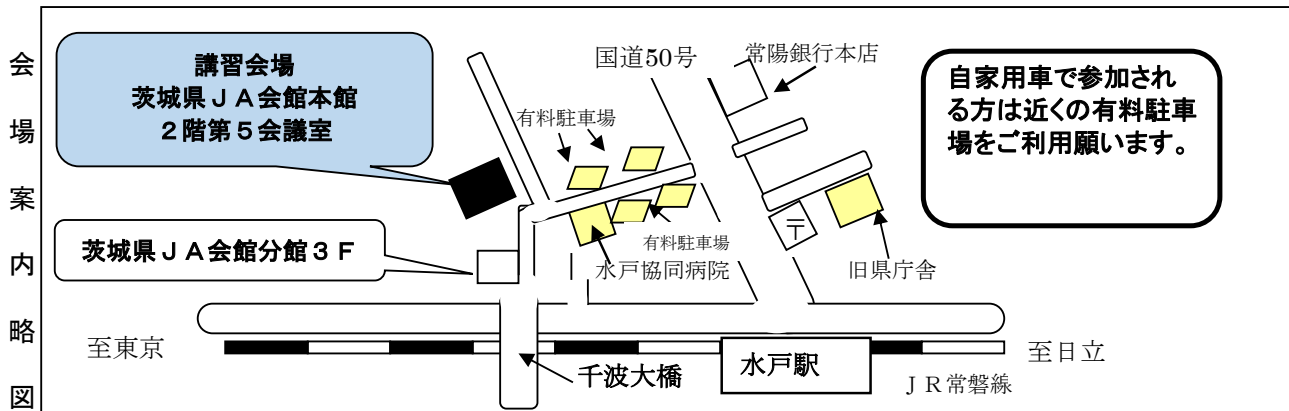 会場案内略図
講習会場
茨城県ＪＡ会館本館
２階第５会議室
国道50号
常陽銀行本店
自家用車で参加され
る方は近くの有料駐車
場をご利用願います。
有料駐車場
茨城県ＪＡ会館分館３Ｆ
有料駐車場
水戸協同病院
〒
旧県庁舎
至東京
千波大橋
水戸駅
至日立
ＪＲ常磐線